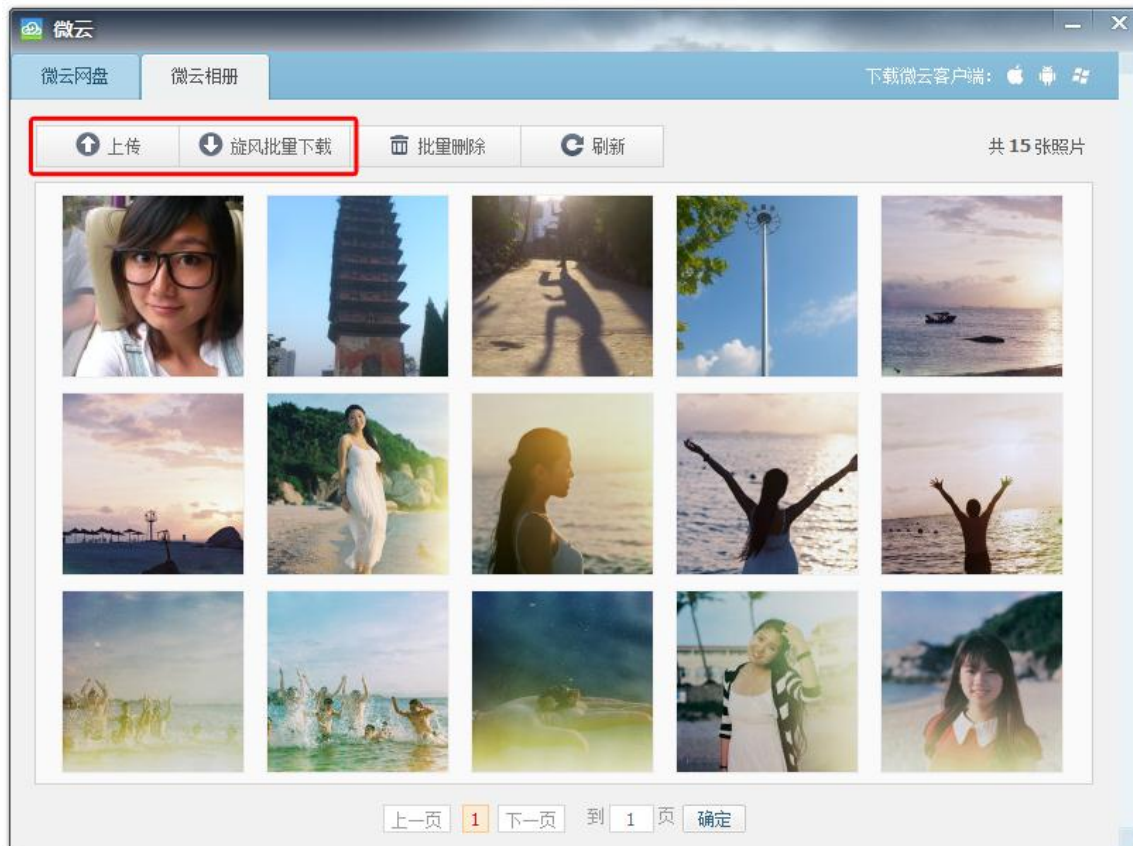 微云
微云网盘 微云相册 下载微云客户端:
上传 旋风批量下载 批量删除 刷新 共15张照片
上一页 1 下一页 到 1 页 确定